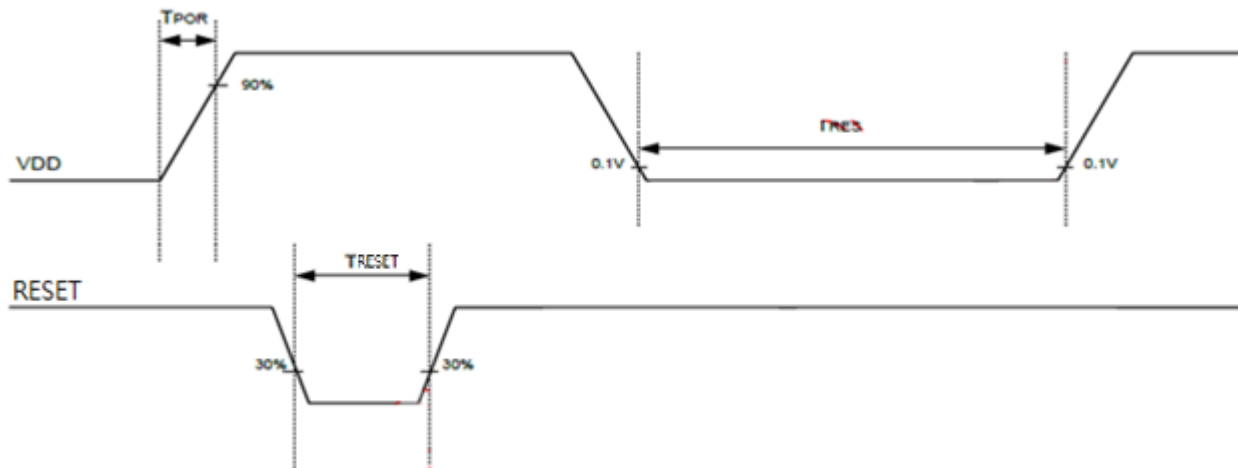 TPOR
90%
TRES
VDD
0.1V
0.1V
TRESET
RESET
30%
30%